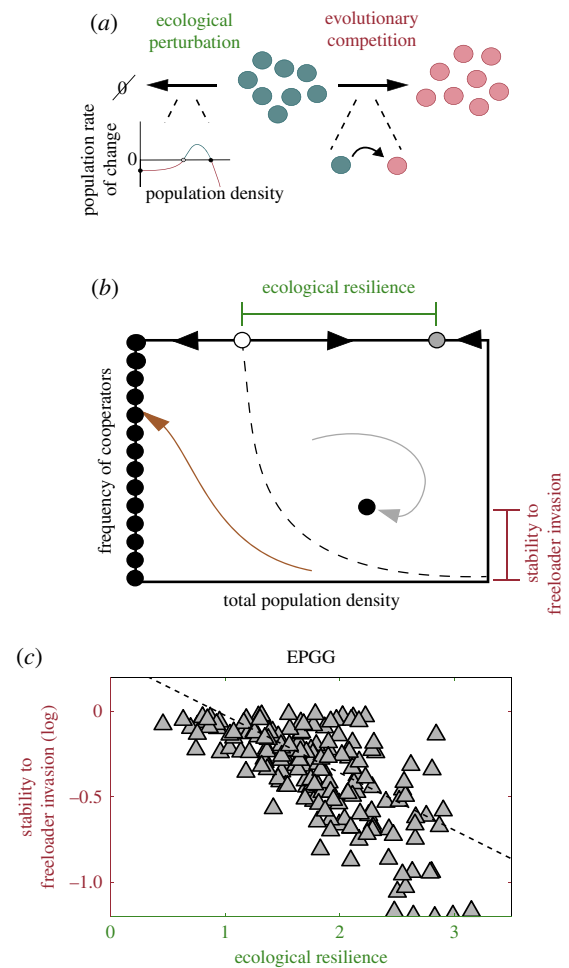 (a)
ecological
perturbation
evolutionary
competition
0
population rate
of change
0
population density
(b)
ecological resilience
frequency of cooperators
stability to
freeloader invasion
total population density
(c)
EPGG
stability to
freeloader invasion (log)
0
−0.5
−1.0
0 1 2 3
ecological resilience